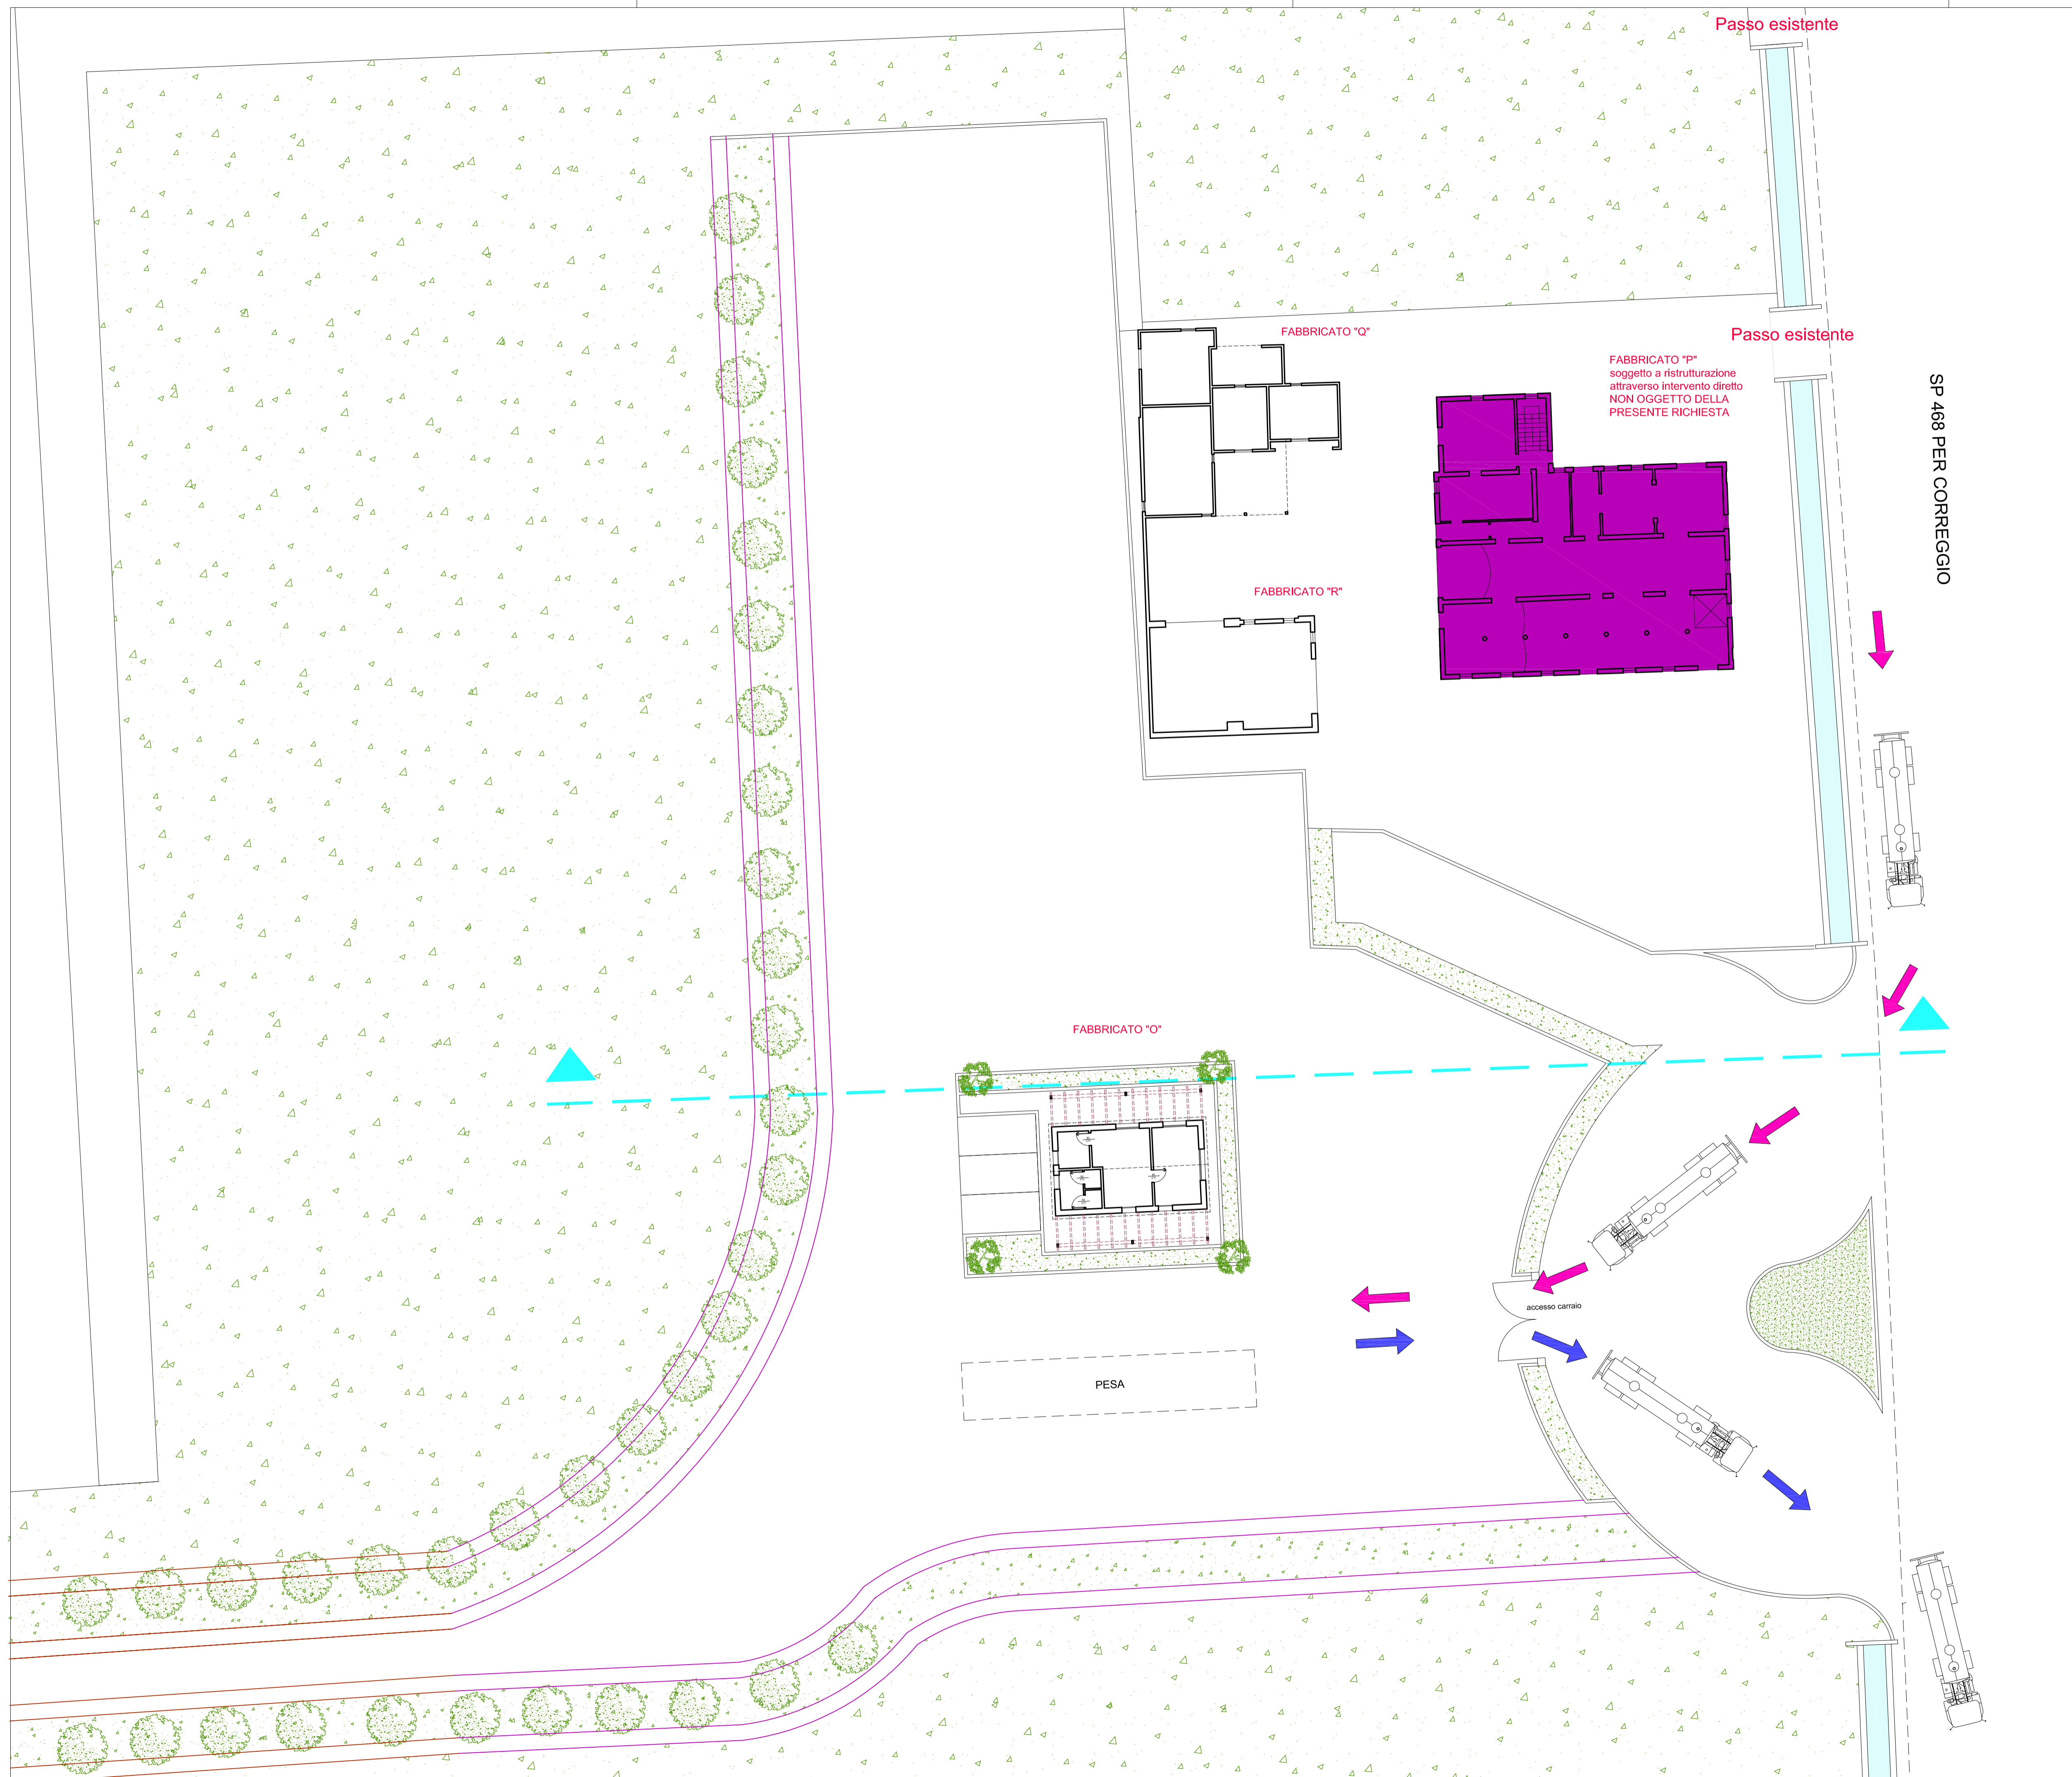 Passo esistente
Passo esistente
FABBRICATO "Q"
FABBRICATO "P"
soggetto a ristrutturazione
attraverso intervento diretto
NON OGGETTO DELLA
PRESENTE RICHIESTA
SP 468 PER CORREGGIO
FABBRICATO "R"
FABBRICATO "O"
accesso carraio
PESA